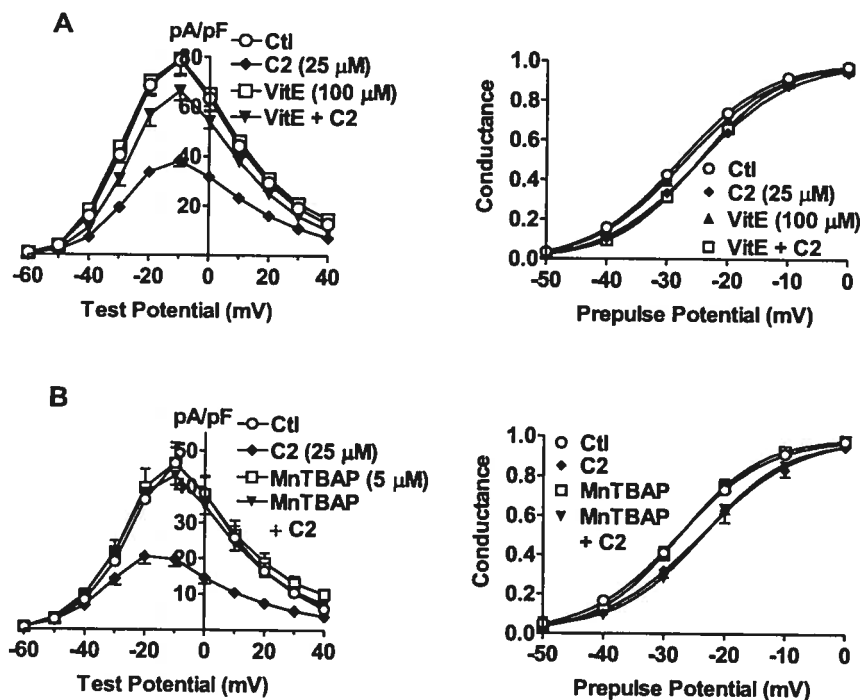 A
pA/pF
Ctl
C2 (25 µM)
VitE (100 µM)
VitE + C2
80
60
40
20
-60 -40 -20 0 20 40
Test Potential (mV)
Conductance
1.0
0.8
0.6
0.4
0.2
0.0
Ctl
C2 (25 µM)
VitE (100 µM)
VitE + C2
-50 -40 -30 -20 -10 0
Prepulse Potential (mV)
B
pA/pF
Ctl
C2 (25 µM)
MnTBAP (5 µM)
MnTBAP
+ C2
50
40
30
20
10
-60 -40 -20 0 20 40
Test Potential (mV)
Conductance
1.0
0.8
0.6
0.4
0.2
0.0
Ctl
C2
MnTBAP
MnTBAP
+ C2
-50 -40 -30 -20 -10 0
Prepulse Potential (mV)